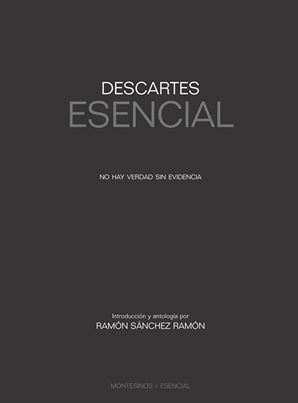 DESCARTES
ESENCIAL
NO HAY VERDAD SIN EVIDENCIA
Introducción y antología por
RAMÓN SÁNCHEZ RAMÓN
MONTESINOS / ESENCIAL